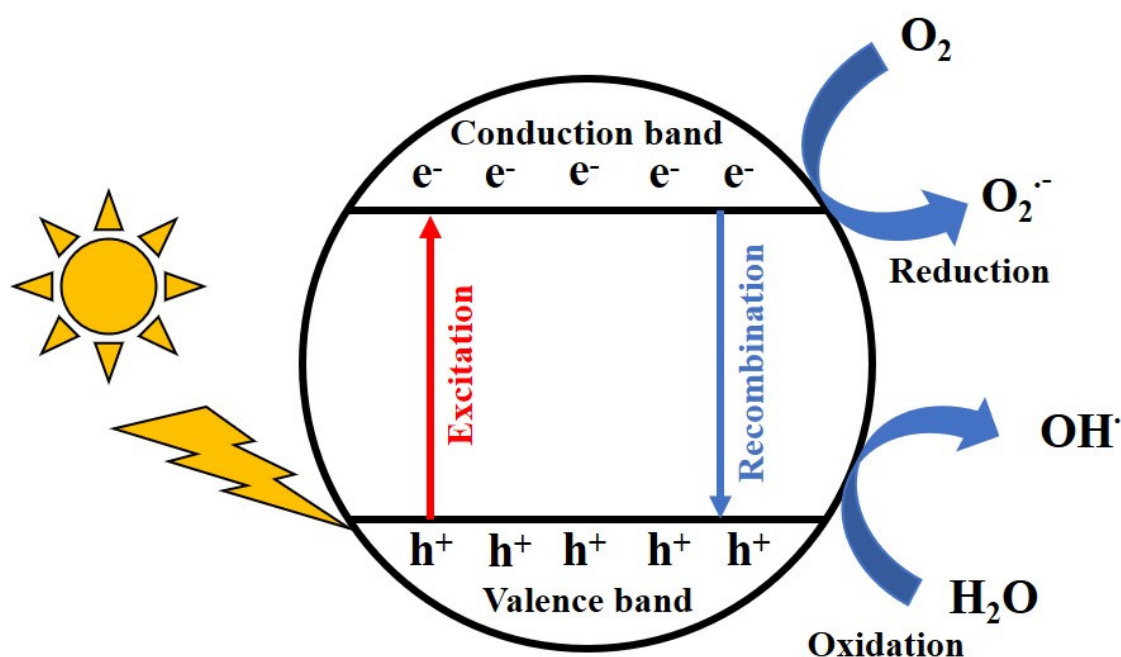 O₂
Conduction band
e⁻ e⁻ e⁻ e⁻ e⁻
O₂·⁻
Reduction
Excitation
Recombination
OH·
h⁺ h⁺ h⁺ h⁺ h⁺
Valence band
H₂O
Oxidation